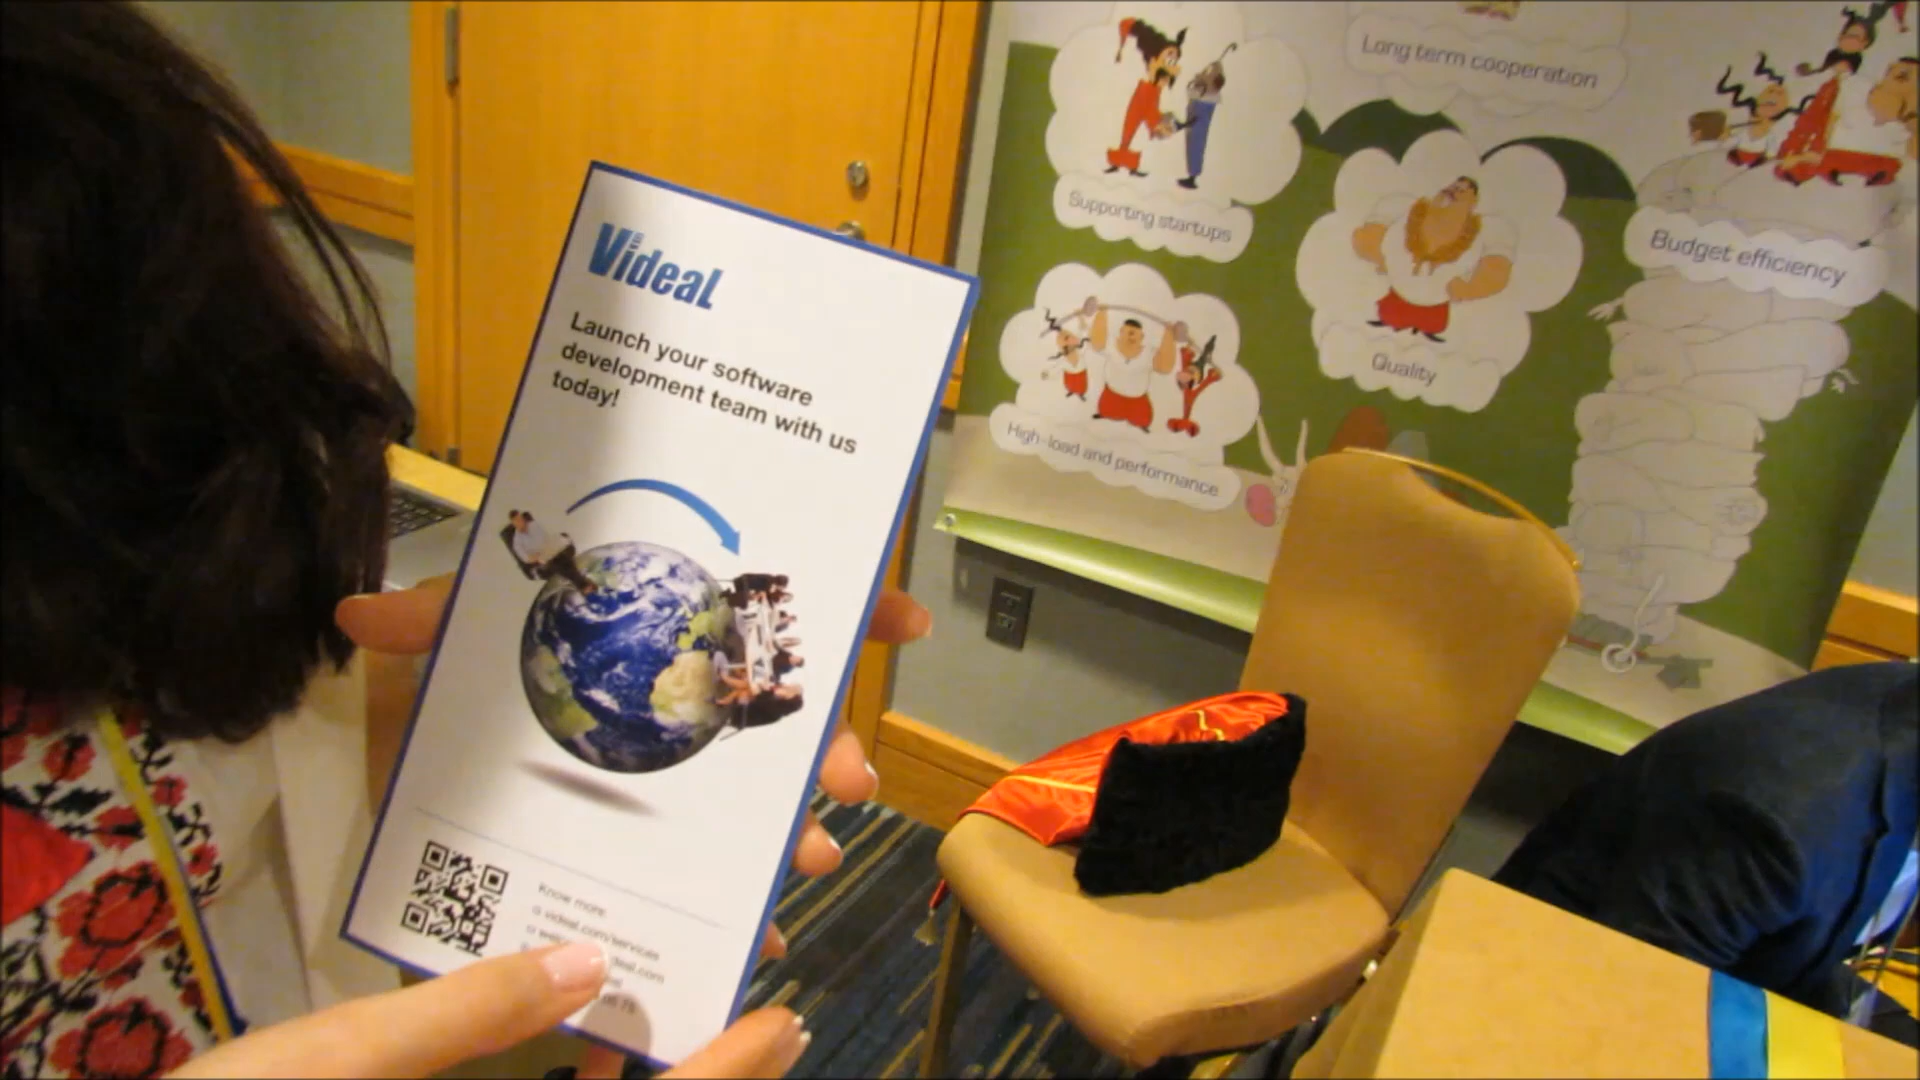 VideaL
Launch your software
development team with us
today!
Know more:
videal.com/services
Long term cooperation
Supporting startups
Budget efficiency
Quality
High-load and performance